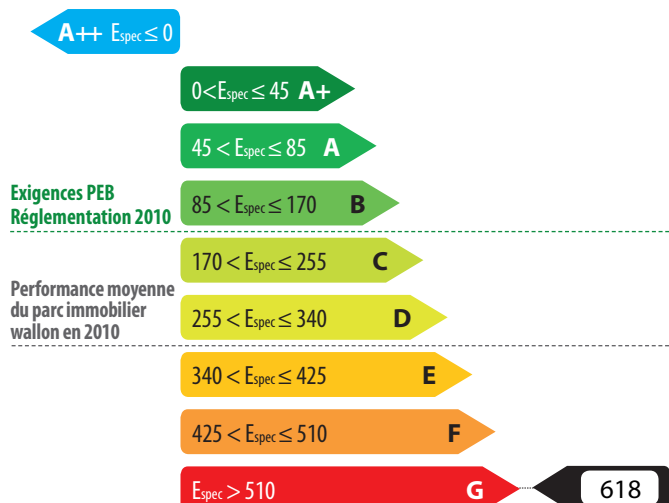 A++ Espec ≤ 0
0<Espec ≤ 45 A+
45 < Espec ≤ 85 A
Exigences PEB
Réglementation 2010
85 < Espec ≤ 170 B
170 < Espec ≤ 255 C
Performance moyenne
du parc immobilier
wallon en 2010
255 < Espec ≤ 340 D
340 < Espec ≤ 425 E
425 < Espec ≤ 510 F
Espec > 510 G
618